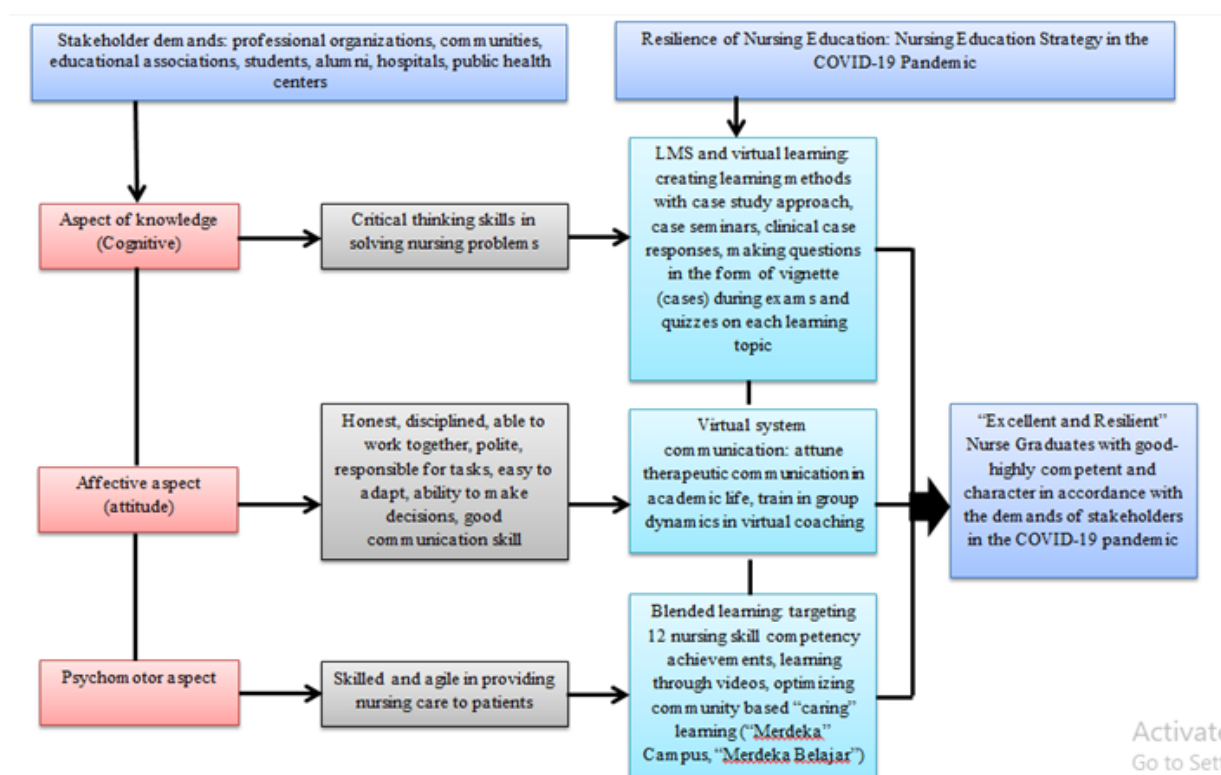 Stakeholder demands: professional organizations, communities,
educational associations, students, alumni, hospitals, public health
centers
Resilience of Nursing Education: Nursing Education Strategy in the
COVID-19 Pandemic
Aspect of knowledge
(Cognitive)
Critical thinking skills in
solving nursing problems
LMS and virtual learning:
creating learning methods
with case study approach,
case seminars, clinical case
responses, making questions
in the form of vignette
(cases) during exams and
quizzes on each learning
topic
Affective aspect
(attitude)
Honest, disciplined, able to
work together, polite,
responsible for tasks, easy to
adapt, ability to make
decisions, good
communication skill
Virtual system
communication: attune
therapeutic communication in
academic life, train in group
dynamics in virtual coaching
“Excellent and Resilient”
Nurse Graduates with good-
highly competent and
character in accordance with
the demands of stakeholders
in the COVID-19 pandemic
Psychomotor aspect
Skilled and agile in providing
nursing care to patients
Blended learning: targeting
12 nursing skill competency
achievements, learning
through videos, optimizing
community based “caring”
learning (“Merdeka”
Campus, “Merdeka Belajar”)
Activate
Go to Sett